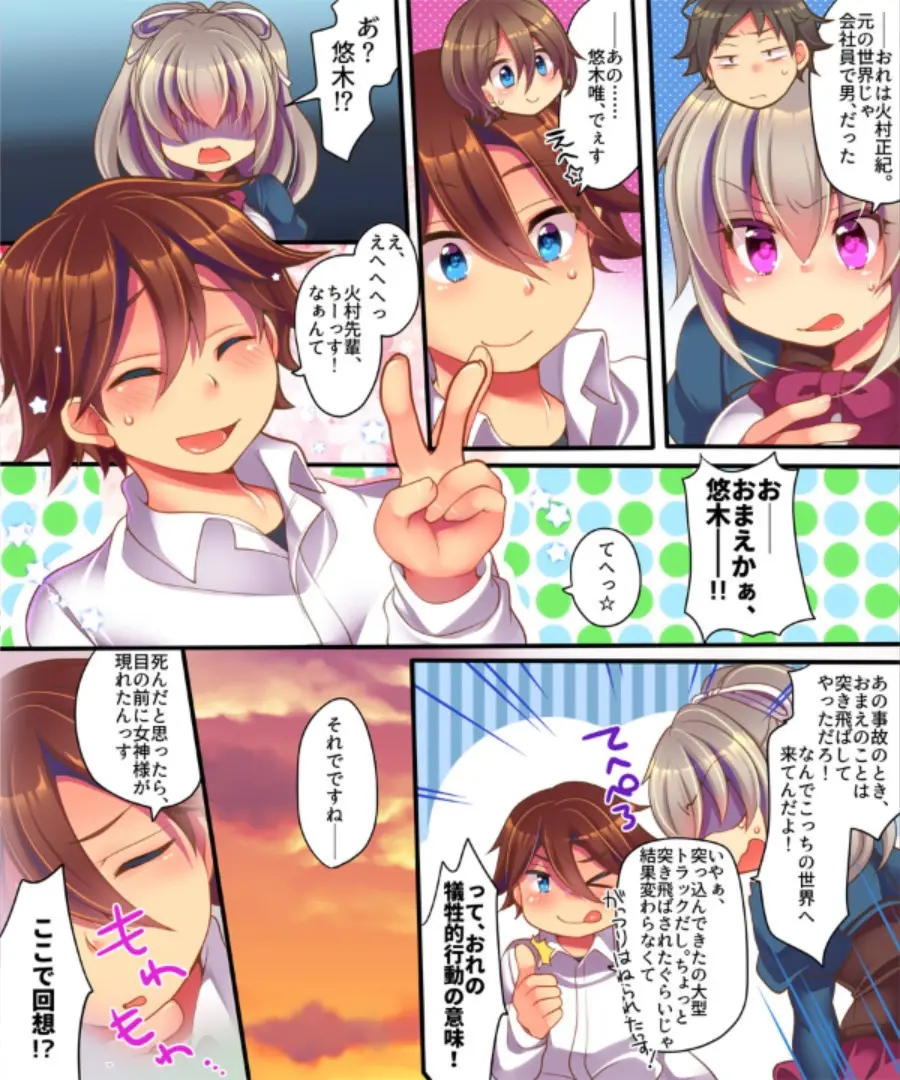 ――おれは火村正紀。
元の世界じゃ
会社員で男、だった
――あの……
悠木唯、でぇす
えへ☆
あ゙？
悠木!?
え、
えへへへっ
火村先輩、
ちーっす！
なぁんて
お――
おまえかぁ、
悠木――!!
てへっ☆
あの事故のとき、
おまえのことは
突き飛ばして
やっただろ！
なんでこっちの世界へ
来てんだよ！
てへぺろ
いやぁ、
突っ込んできたの大型
トラックだし。ちょっと
突き飛ばされたぐらいじゃ
結果変わらなくて
がっつりはねられたっす！
って、おれの
犠牲的行動の意味！
それでですね――
死んだと思ったら、
目の前に女神様が
現れたんっす
もわ
もわ…
ここで回想!?